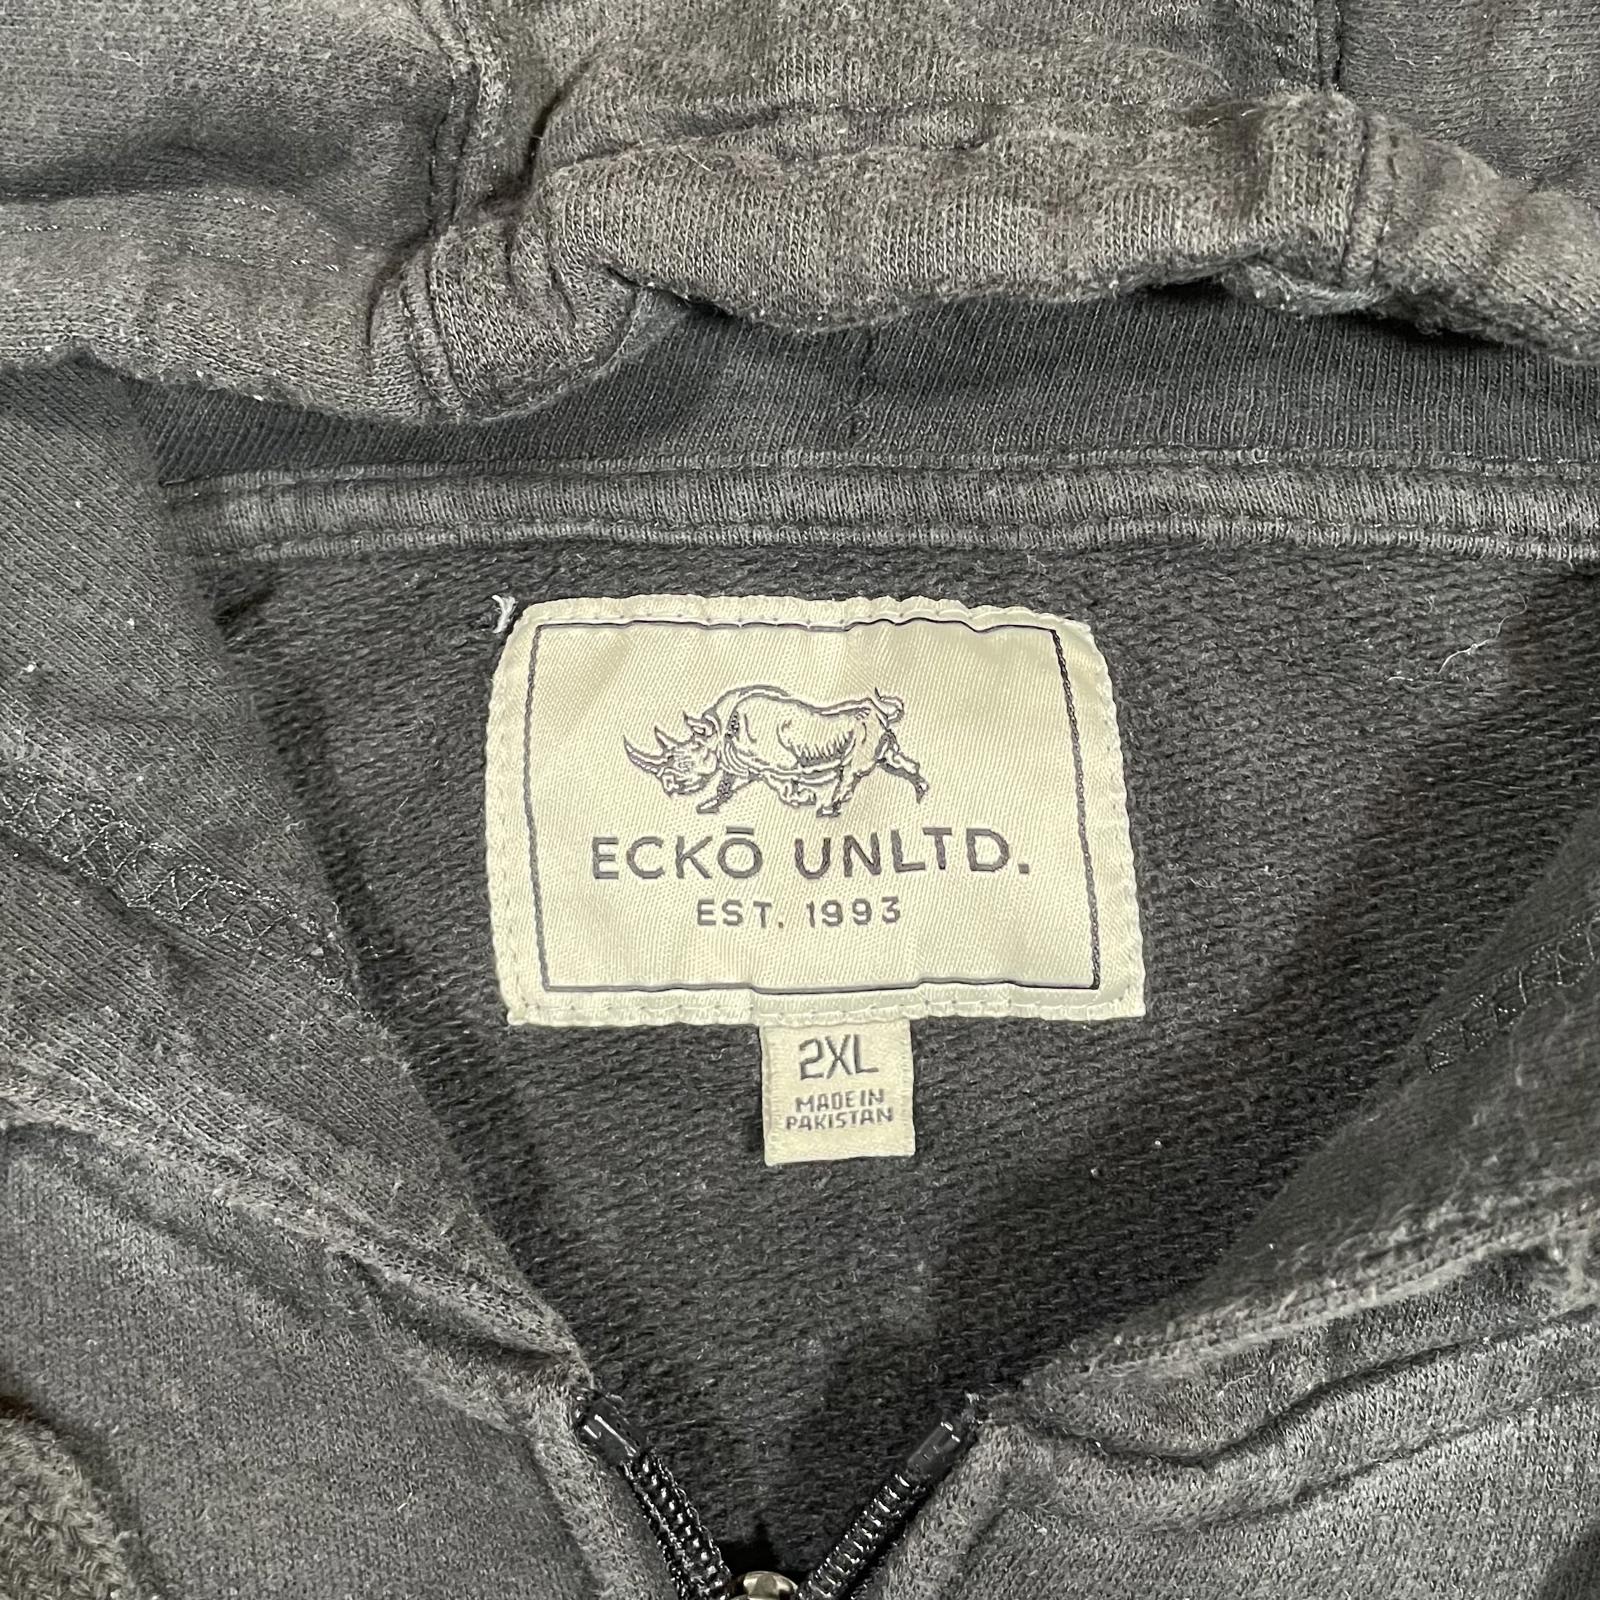 ECKŌ UNLTD.
EST. 1993
2XL
MADE IN
PAKISTAN